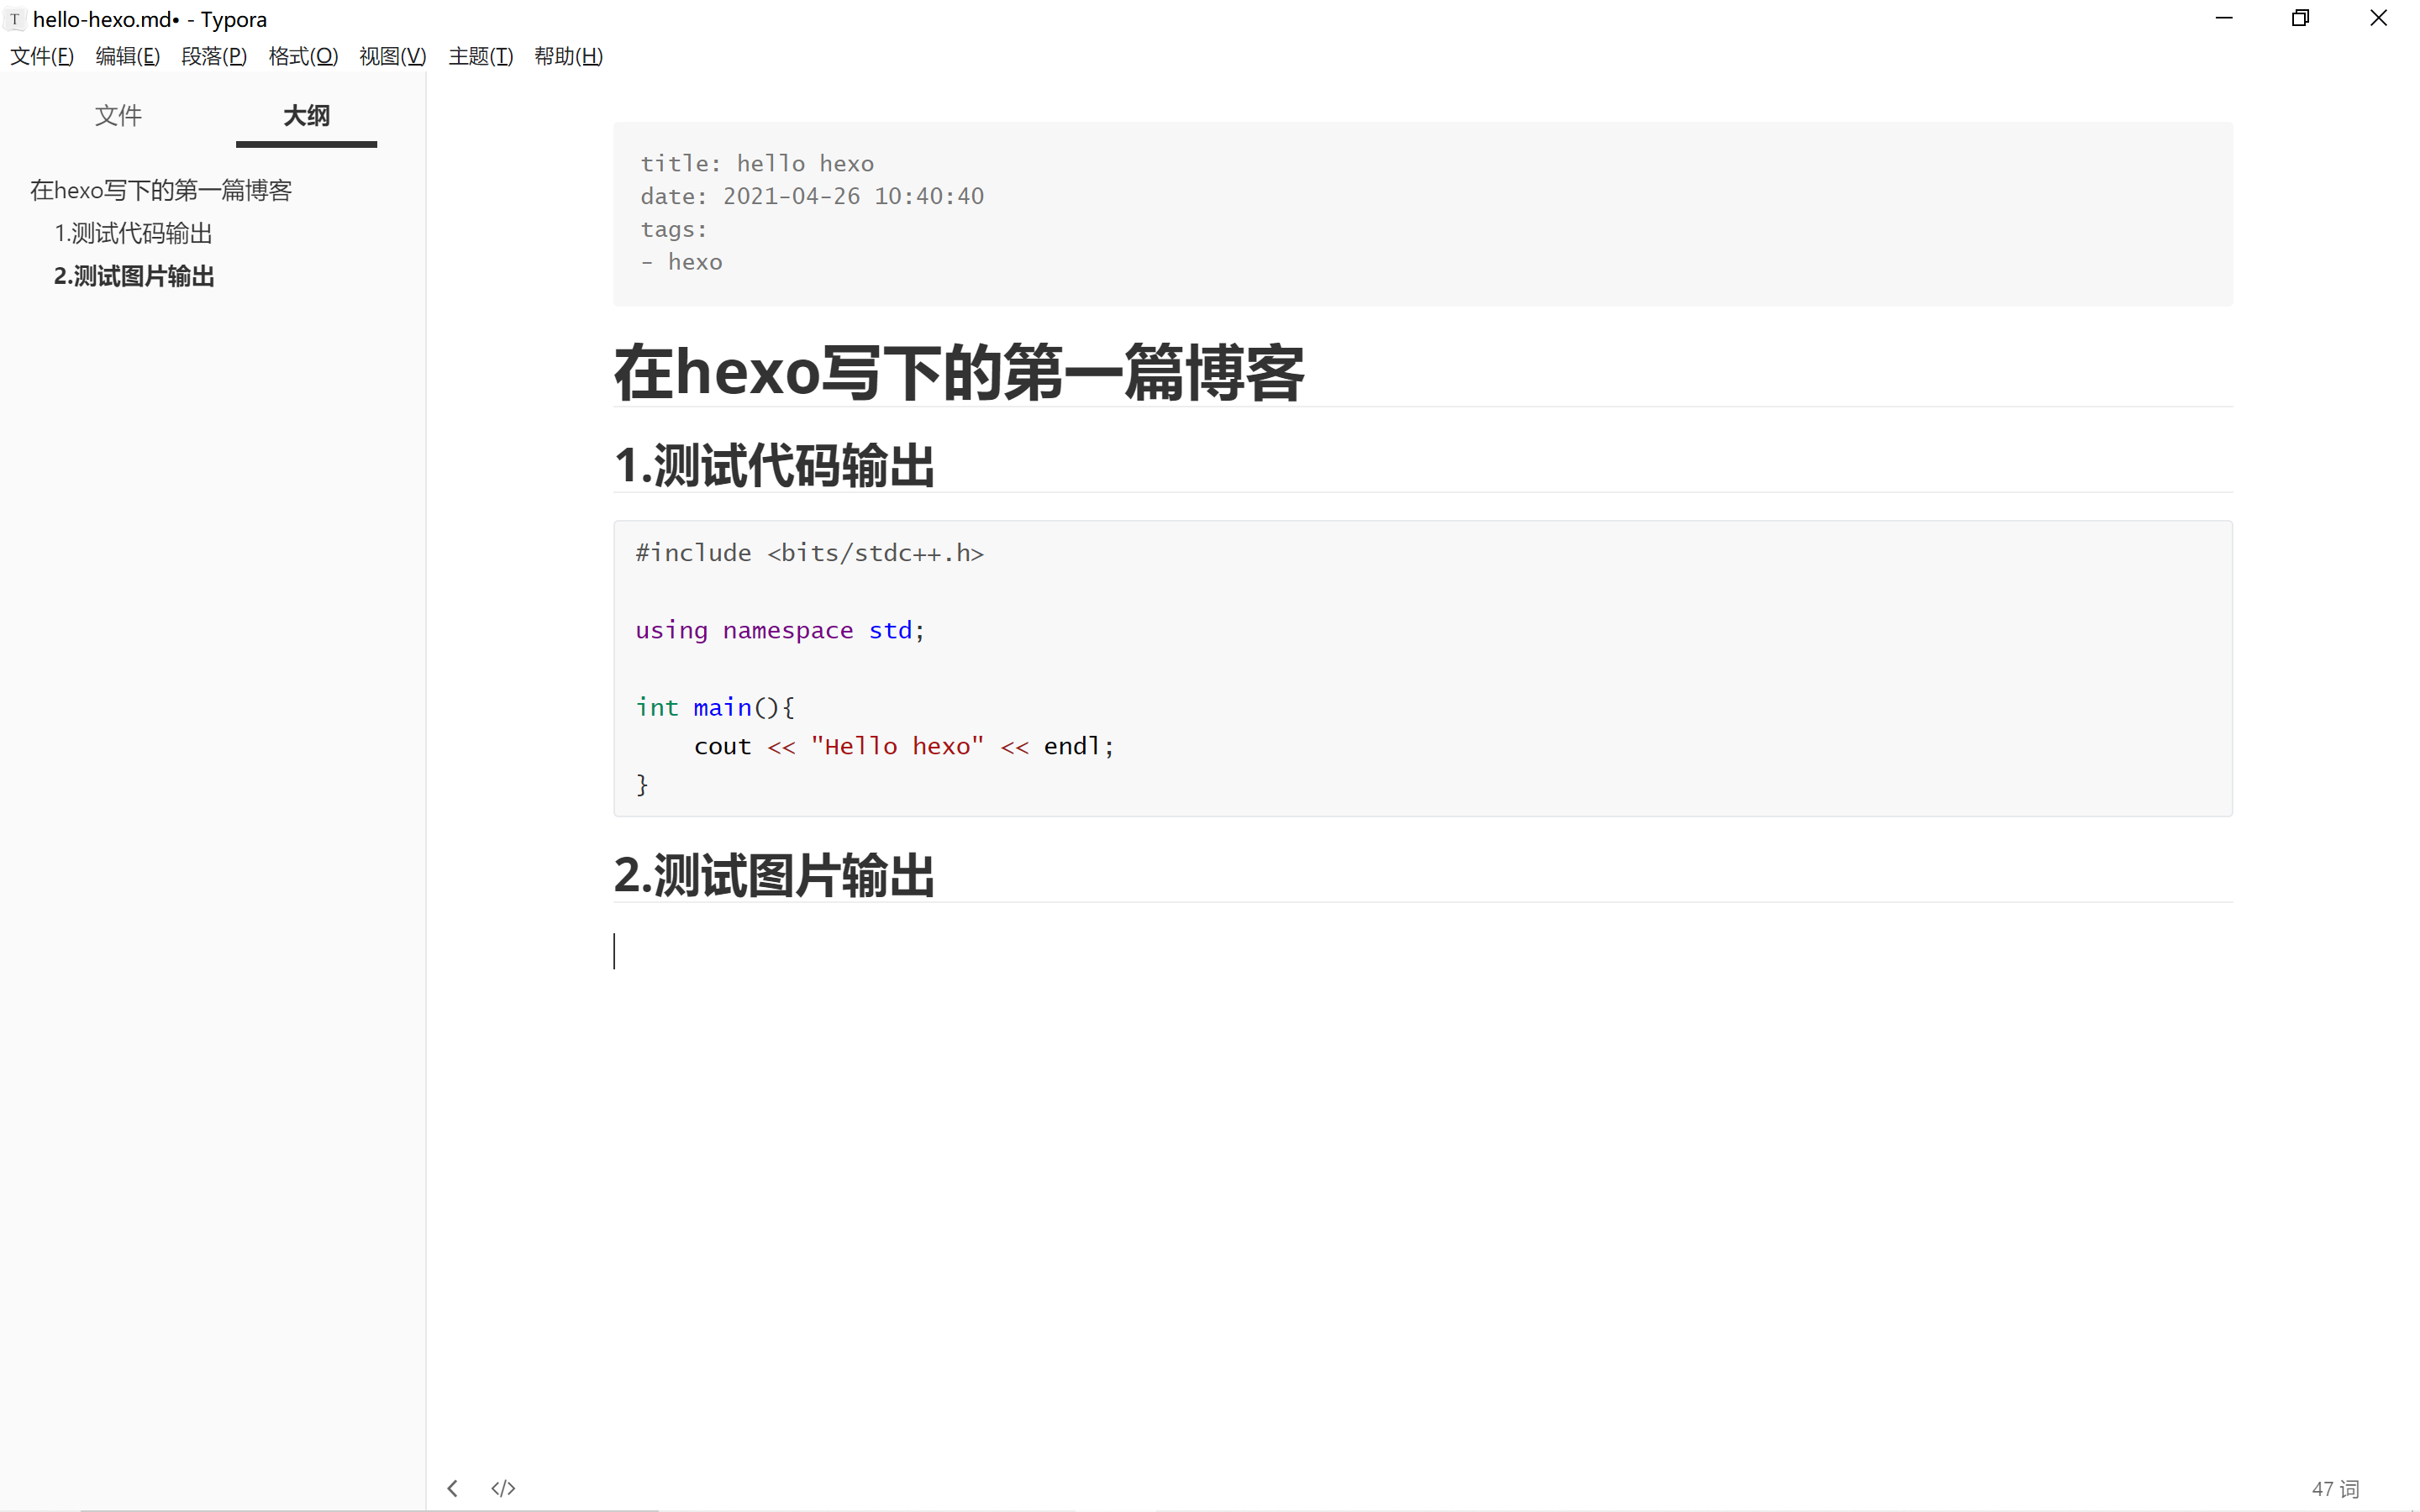 T hello-hexo.md• - Typora
文件(F) 编辑(E) 段落(P) 格式(O) 视图(V) 主题(T) 帮助(H)
文件 大纲
在hexo写下的第一篇博客
1.测试代码输出
2.测试图片输出
title: hello hexo
date: 2021-04-26 10:40:40
tags:
- hexo
在hexo写下的第一篇博客
1.测试代码输出
#include <bits/stdc++.h>
using namespace std;
int main(){
    cout << "Hello hexo" << endl;
}
2.测试图片输出
</> 47 词